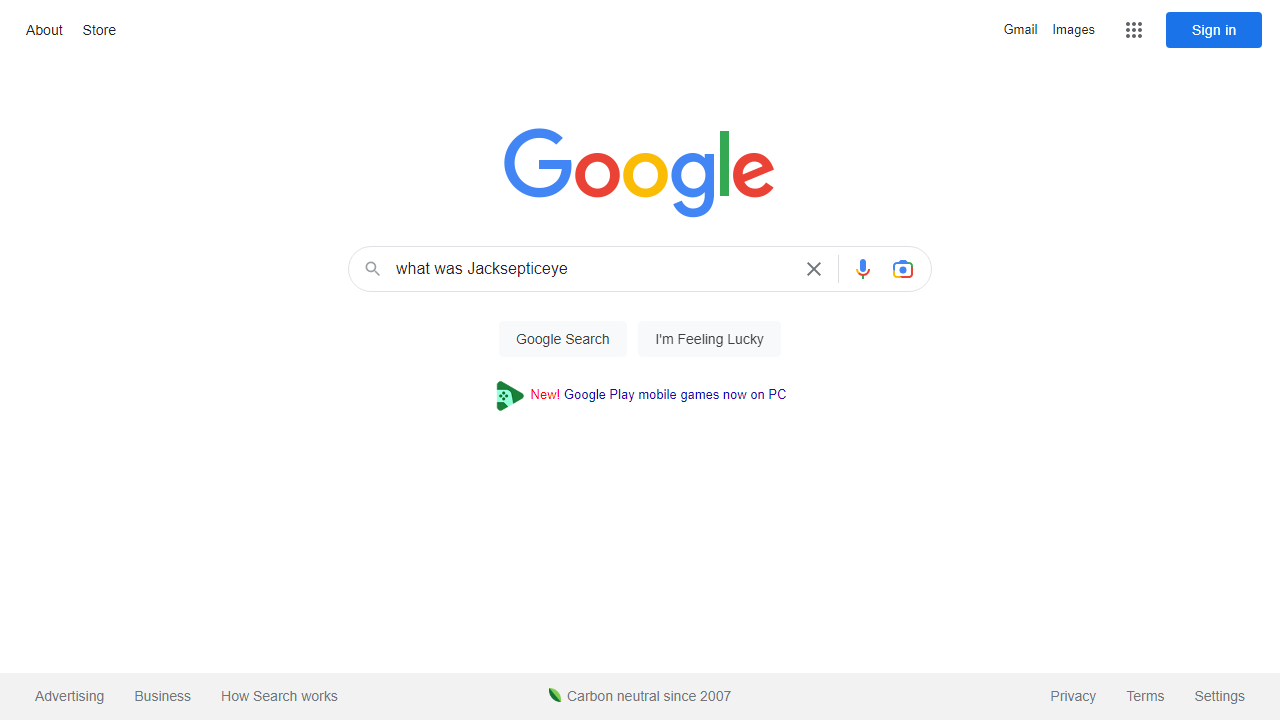 About Store Gmail Images Sign in
Google
what was Jacksepticeye
Google Search I'm Feeling Lucky
New! Google Play mobile games now on PC
Advertising Business How Search works Carbon neutral since 2007 Privacy Terms Settings